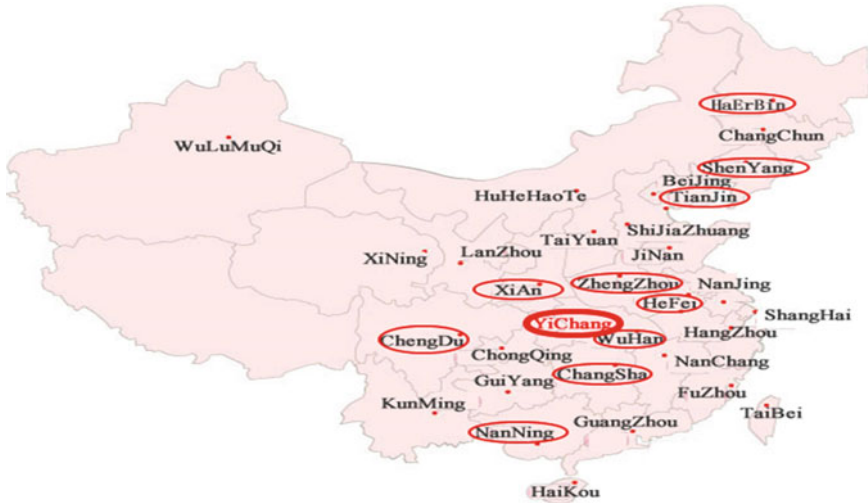 HaErBin
ChangChun
WuLuMuQi
ShenYang
BeiJing
HuHeHaoTe
TianJin
ShiJiaZhuang
TaiYuan
JiNan
XiNing
LanZhou
XiAn
ZhengZhou
NanJing
HeFei
ShangHai
YiChang
HangZhou
ChengDu
WuHan
ChongQing
NanChang
ChangSha
GuiYang
FuZhou
KunMing
TaiBei
GuangZhou
NanNing
HaiKou